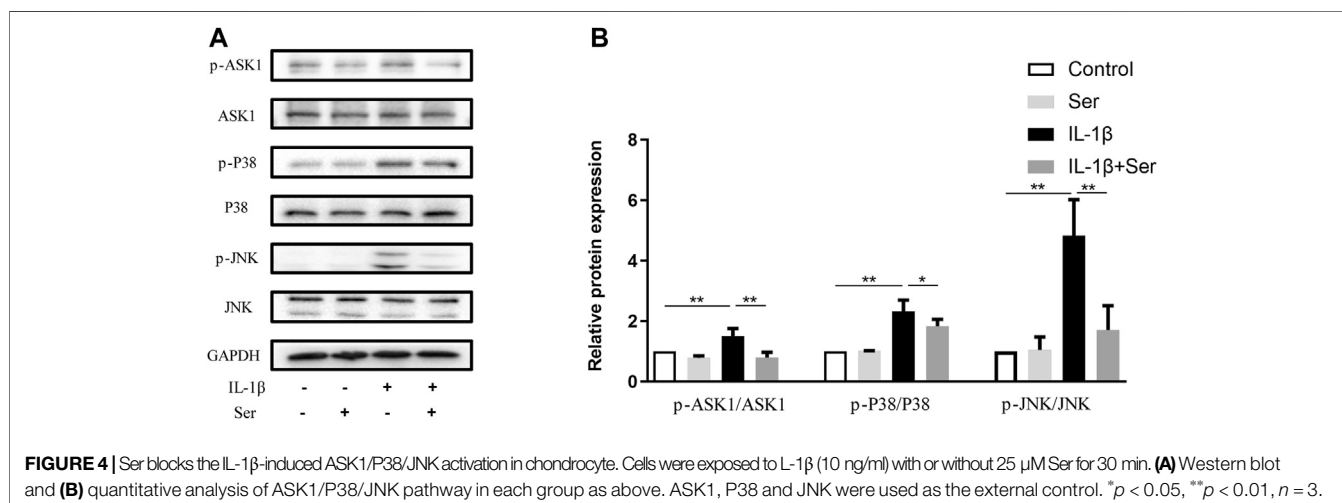 A
p-ASK1
ASK1
p-P38
P38
p-JNK
JNK
GAPDH
IL-1β - - + +
Ser - + - +
B
Control
Ser
IL-1β
IL-1β+Ser
Relative protein expression
8
6
4
2
0
** ** ** * ** **
p-ASK1/ASK1 p-P38/P38 p-JNK/JNK
FIGURE 4 | Ser blocks the IL-1β-induced ASK1/P38/JNK activation in chondrocyte. Cells were exposed to L-1β (10 ng/ml) with or without 25 μM Ser for 30 min. (A) Western blot
and (B) quantitative analysis of ASK1/P38/JNK pathway in each group as above. ASK1, P38 and JNK were used as the external control. *p < 0.05, **p < 0.01, n = 3.